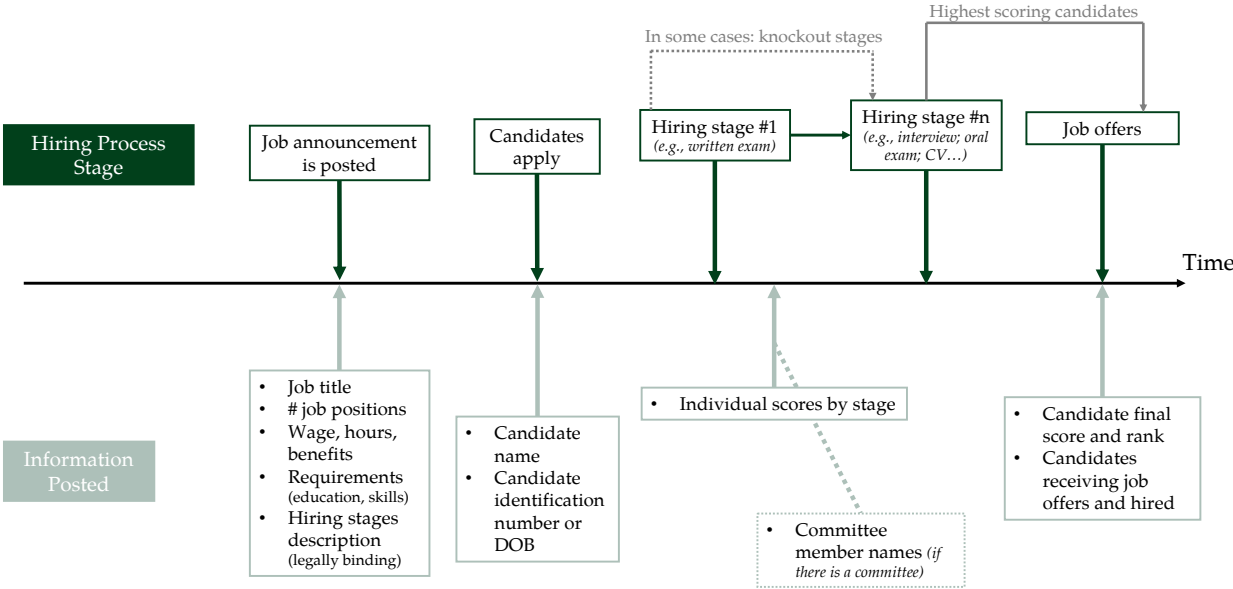 Highest scoring candidates
In some cases: knockout stages
Hiring Process
Stage
Job announcement
is posted
Candidates
apply
Hiring stage #1
(e.g., written exam)
Hiring stage #n
(e.g., interview; oral
exam; CV…)
Job offers
Time
Information
Posted
• Job title
• # job positions
• Wage, hours,
benefits
• Requirements
(education, skills)
• Hiring stages
description
(legally binding)
• Candidate
name
• Candidate
identification
number or
DOB
• Individual scores by stage
• Committee
member names (if
there is a committee)
• Candidate final
score and rank
• Candidates
receiving job
offers and hired